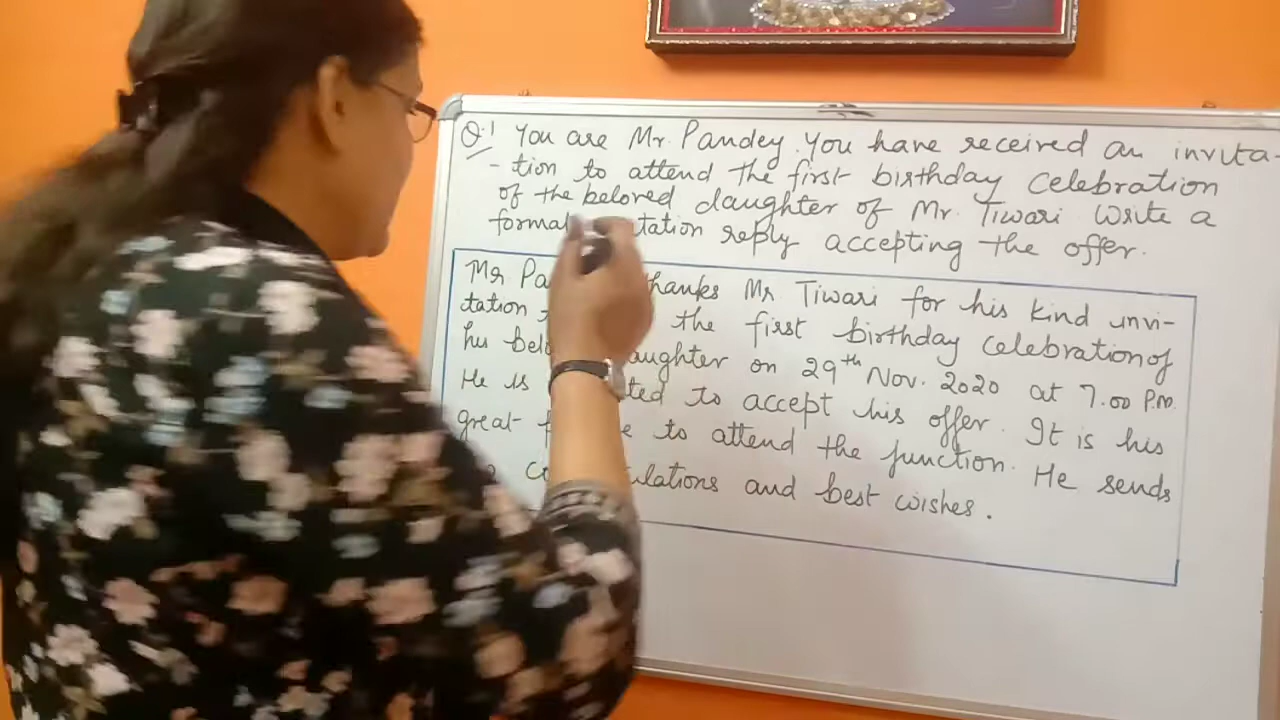 Q.1 You are Mr. Pandey. You have received an invita-
- tion to attend the first birthday celebration
of the beloved daughter of Mr. Tiwari. Write a
formal tation reply accepting the offer.
Mr Pa thanks Mr Tiwari for his kind invi-
tation the first birthday celebration of
his bel aughter on 29th Nov. 2020 at 7.00 P.M.
He is ted to accept his offer. It is his
great to attend the function. He sends
ulations and best wishes.